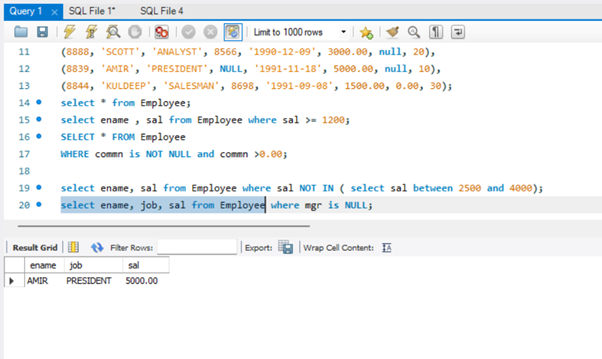 Query 1 SQL File 1* SQL File 4
Limit to 1000 rows
11 (8888, 'SCOTT', 'ANALYST', 8566, '1990-12-09', 3000.00, null, 20),
12 (8839, 'AMIR', 'PRESIDENT', NULL, '1991-11-18', 5000.00, null, 10),
13 (8844, 'KULDEEP', 'SALESMAN', 8698, '1991-09-08', 1500.00, 0.00, 30);
14 select * from Employee;
15 select ename , sal from Employee where sal >= 1200;
16 SELECT * FROM Employee
17 WHERE commn is NOT NULL and commn >0.00;
18
19 select ename, sal from Employee where sal NOT IN ( select sal between 2500 and 4000);
20 select ename, job, sal from Employee where mgr is NULL;
Result Grid Filter Rows: Export: Wrap Cell Content: IA
ename job sal
AMIR PRESIDENT 5000.00